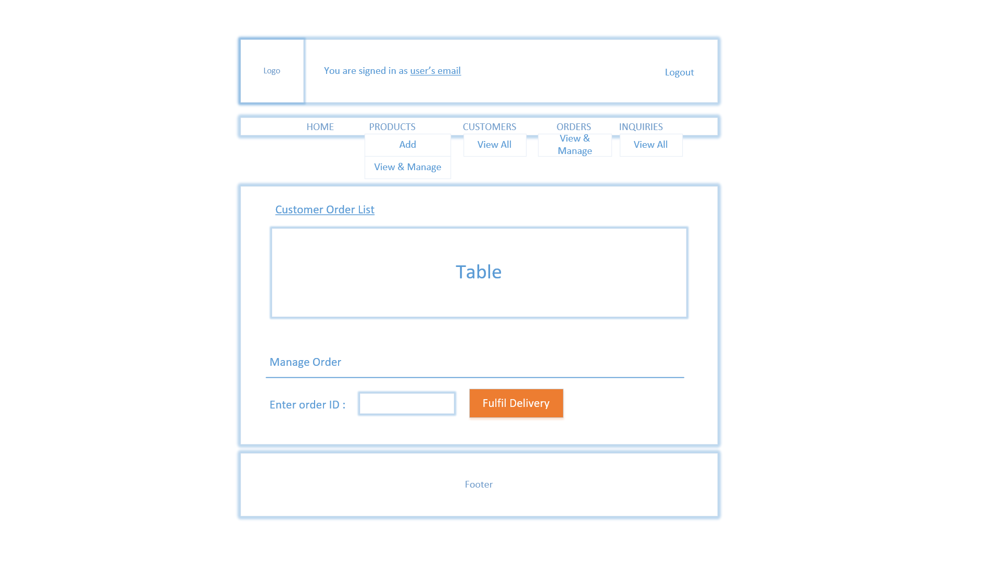 Logo
You are signed in as user’s email
Logout
HOME
PRODUCTS
CUSTOMERS
ORDERS
INQUIRIES
Add
View All
View &
Manage
View All
View & Manage
Customer Order List
Table
Manage Order
Enter order ID :
Fulfil Delivery
Footer